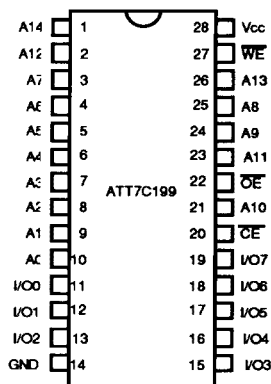 A14 1 28 Vcc
A12 2 27 WE
A7 3 26 A13
A6 4 25 A8
A5 5 24 A9
A4 6 23 A11
A3 7 22 OE
ATT7C199
A2 8 21 A10
A1 9 20 CE
A0 10 19 I/O7
I/O0 11 18 I/O6
I/O1 12 17 I/O5
I/O2 13 16 I/O4
GND 14 15 I/O3